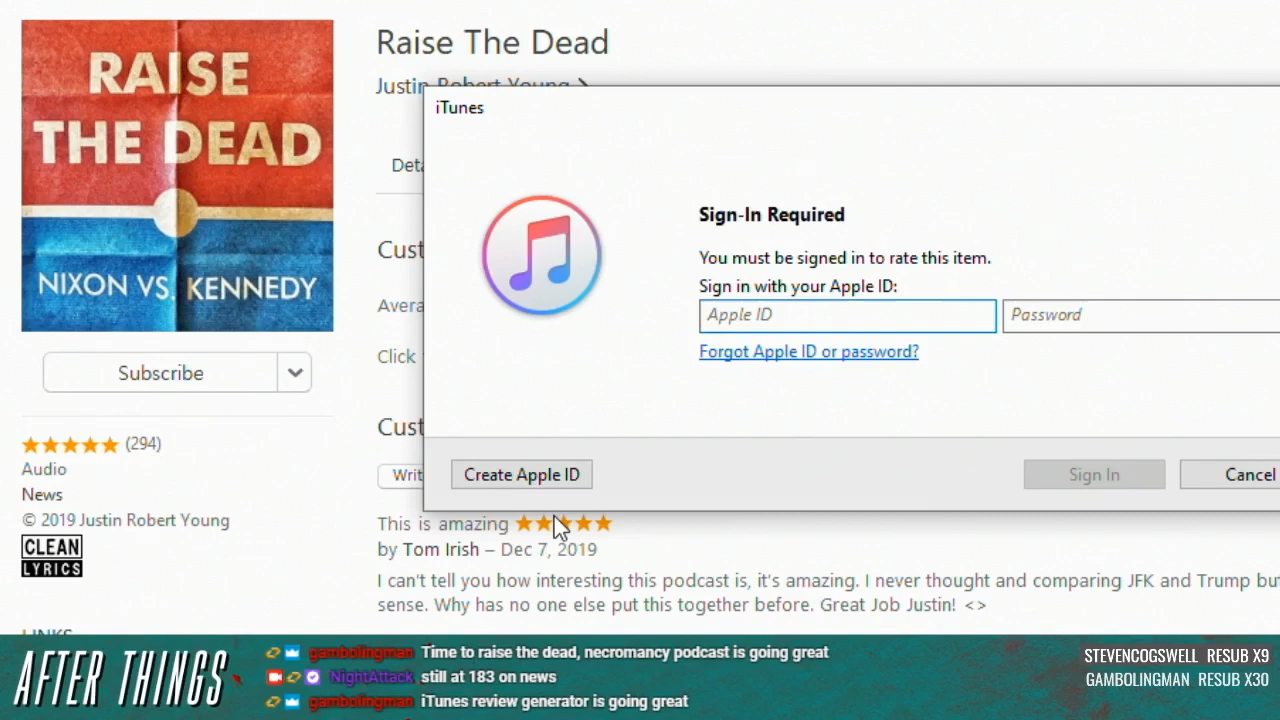 RAISE
THE DEAD
NIXON VS. KENNEDY
Subscribe
(294)
Audio
News
© 2019 Justin Robert Young
CLEAN
LYRICS
LINKS
Raise The Dead
Justin Robert Young >
Deta
Cust
Avera
Click
Cust
Writ
iTunes
Sign-In Required
You must be signed in to rate this item.
Sign in with your Apple ID:
Apple ID Password
Forgot Apple ID or password?
Create Apple ID Sign In Cancel
This is amazing ★★★★★
by Tom Irish – Dec 7, 2019
I can't tell you how interesting this podcast is, it's amazing. I never thought and comparing JFK and Trump but
sense. Why has no one else put this together before. Great Job Justin! <>
AFTER THINGS
gambolingman Time to raise the dead, necromancy podcast is going great
NightAttack still at 183 on news
gambolingman iTunes review generator is going great
STEVENCOGSWELL RESUB X9
GAMBOLINGMAN RESUB X30